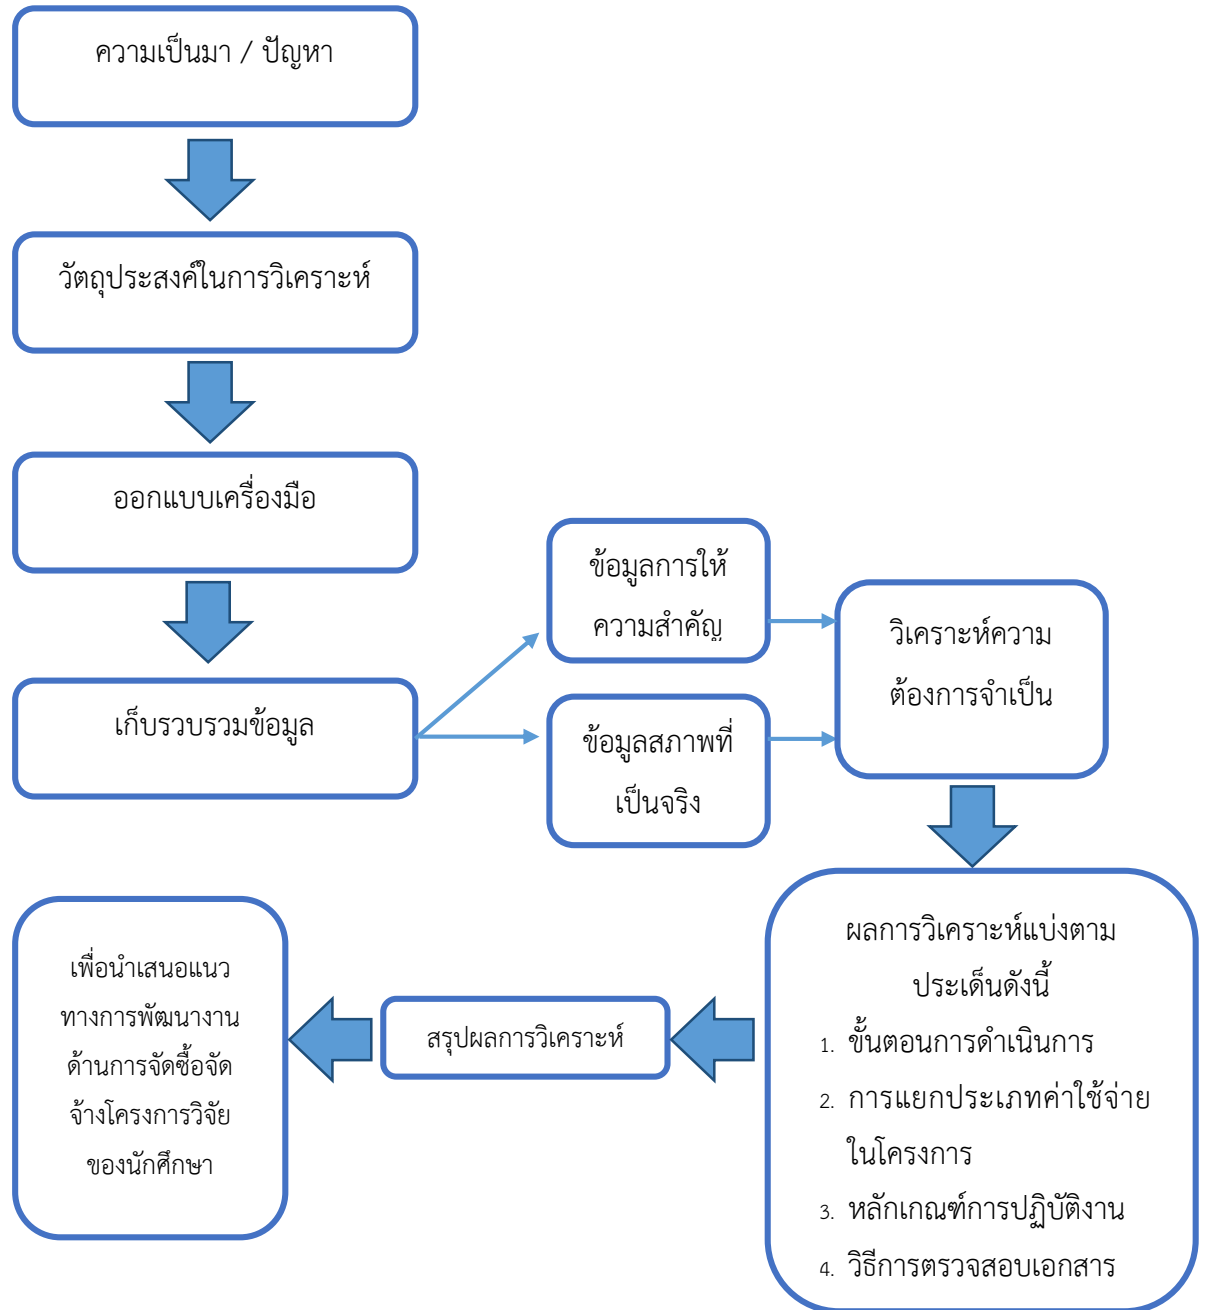 ความเป็นมา / ปัญหา
วัตถุประสงค์ในการวิเคราะห์
ออกแบบเครื่องมือ
เก็บรวบรวมข้อมูล
ข้อมูลการให้
ความสำคัญ
ข้อมูลสภาพที่
เป็นจริง
วิเคราะห์ความ
ต้องการจำเป็น
ผลการวิเคราะห์แบ่งตาม
ประเด็นดังนี้
1. ขั้นตอนการดำเนินการ
2. การแยกประเภทค่าใช้จ่าย
ในโครงการ
3. หลักเกณฑ์การปฏิบัติงาน
4. วิธีการตรวจสอบเอกสาร
สรุปผลการวิเคราะห์
เพื่อนำเสนอแนว
ทางการพัฒนางาน
ด้านการจัดซื้อจัด
จ้างโครงการวิจัย
ของนักศึกษา